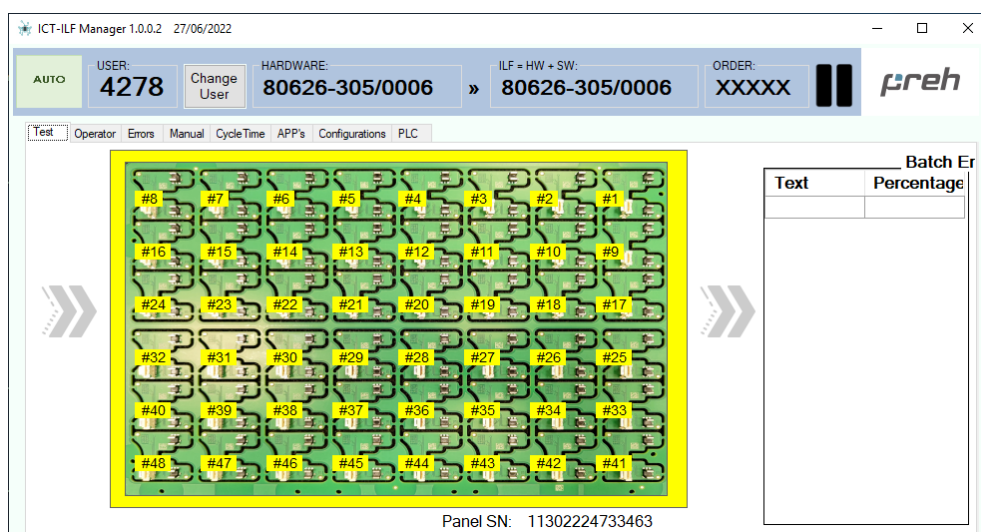 ICT-ILF Manager 1.0.0.2 27/06/2022
AUTO
USER:
4278
Change
User
HARDWARE:
80626-305/0006
»
ILF = HW + SW:
80626-305/0006
ORDER:
XXXXX
preh
Test Operator Errors Manual CycleTime APP's Configurations PLC
#8 #7 #6 #5 #4 #3 #2 #1
#16 #15 #14 #13 #12 #11 #10 #9
#24 #23 #22 #21 #20 #19 #18 #17
#32 #31 #30 #29 #28 #27 #26 #25
#40 #39 #38 #37 #36 #35 #34 #33
#48 #47 #46 #45 #44 #43 #42 #41
Panel SN: 11302224733463
Batch Er
Text Percentage